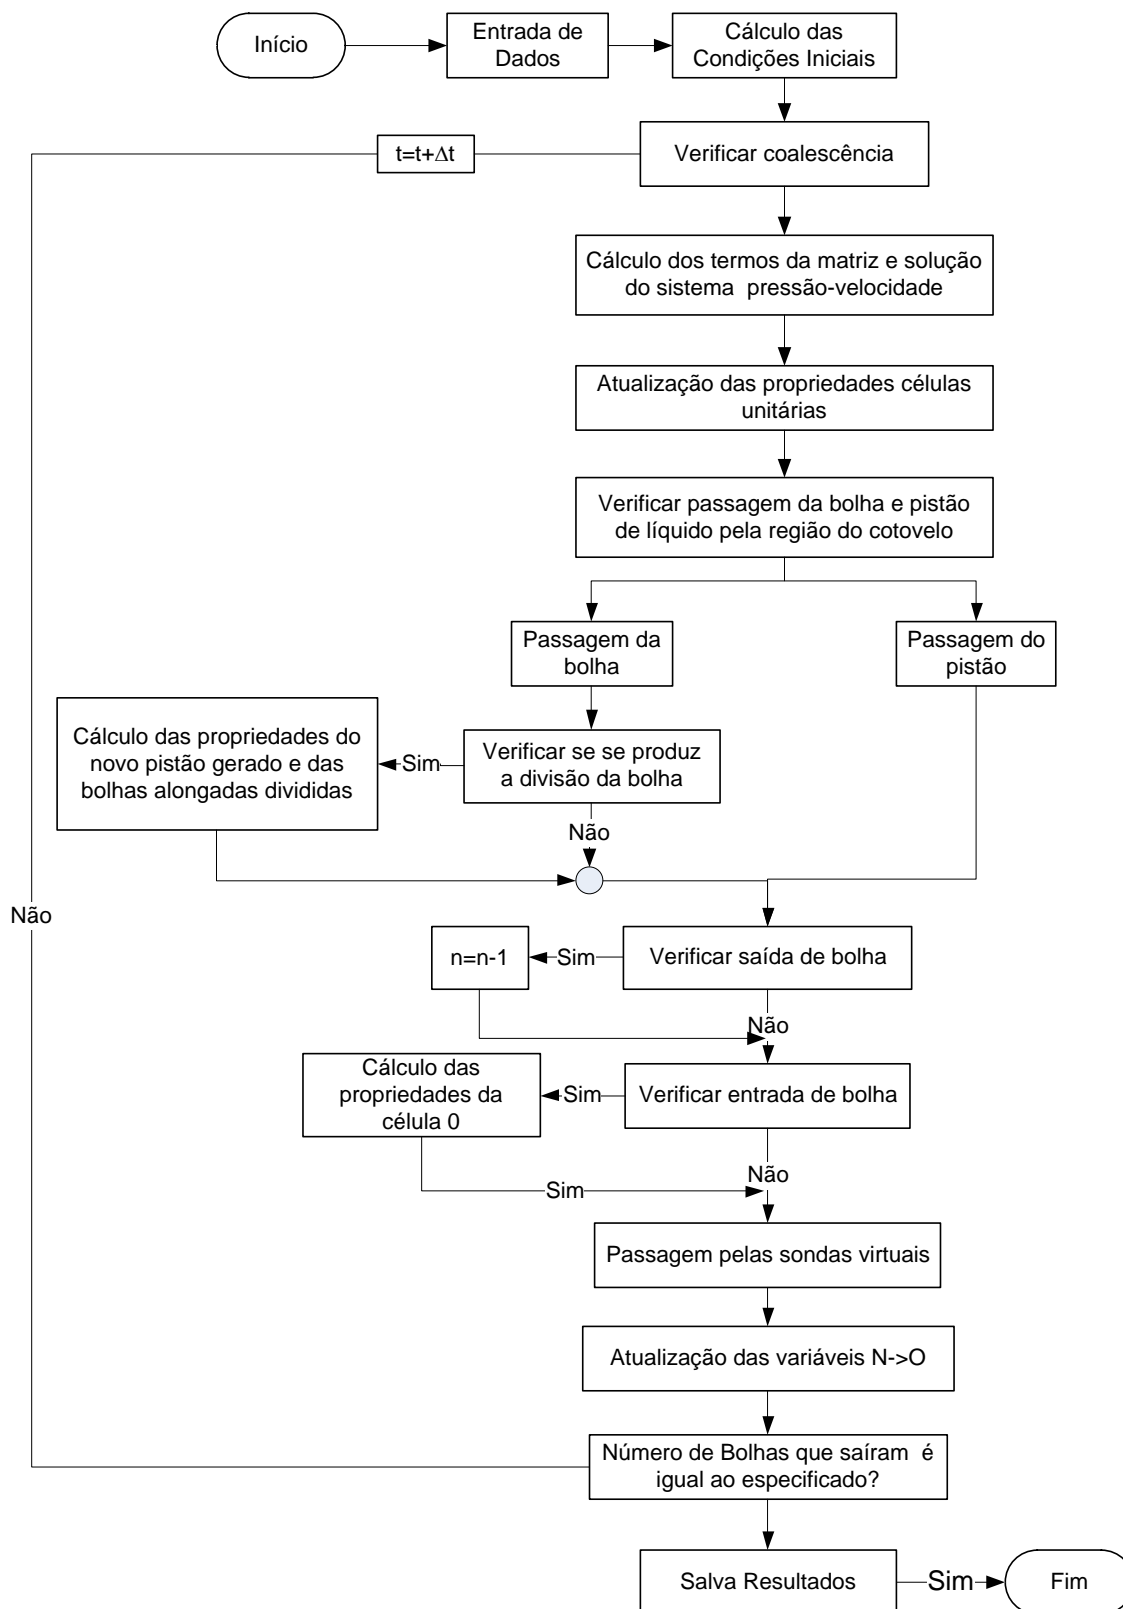 Início
Entrada de
Dados
Cálculo das
Condições Iniciais
t=t+Δt
Verificar coalescência
Cálculo dos termos da matriz e solução
do sistema  pressão-velocidade
Atualização das propriedades células
unitárias
Verificar passagem da bolha e pistão
de líquido pela região do cotovelo
Passagem da
bolha
Passagem do
pistão
Cálculo das propriedades do
novo pistão gerado e das
bolhas alongadas divididas
Sim
Verificar se se produz
a divisão da bolha
Não
Não
n=n-1
Sim
Verificar saída de bolha
Não
Cálculo das
propriedades da
célula 0
Sim
Verificar entrada de bolha
Não
Sim
Passagem pelas sondas virtuais
Atualização das variáveis N->O
Número de Bolhas que saíram  é
igual ao especificado?
Salva Resultados
Sim
Fim